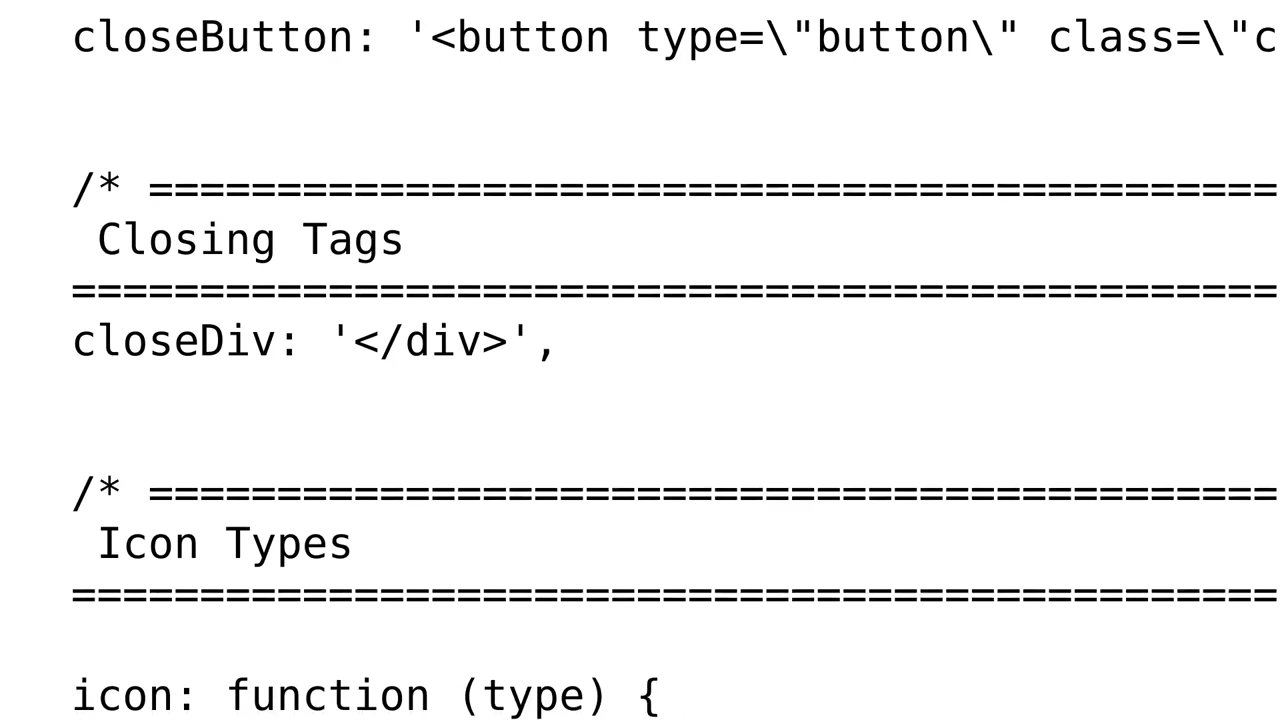 closeButton: '<button type=\"button\" class=\"c
/* ============================================
 Closing Tags
===============================================
closeDiv: '</div>',
/* ============================================
 Icon Types
===============================================
icon: function (type) {